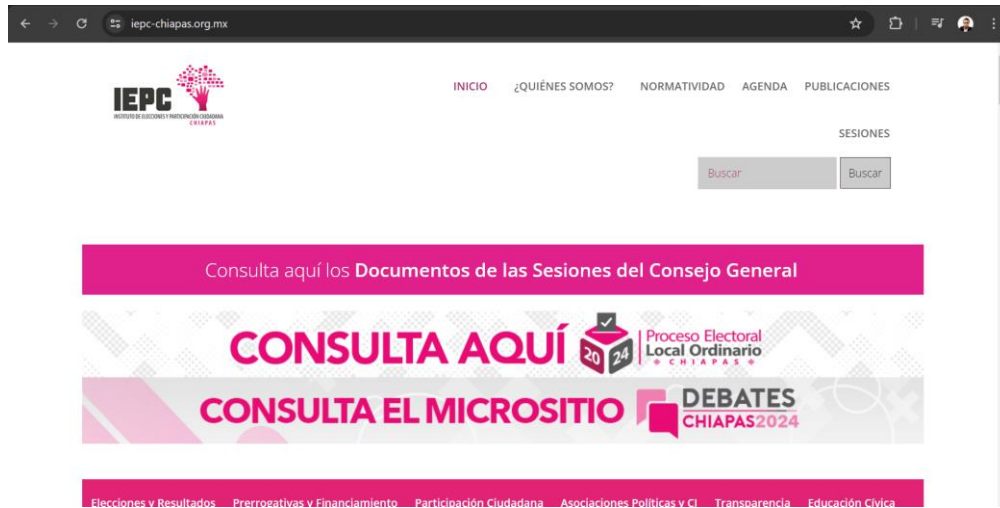 iepc-chiapas.org.mx
IEPC
INSTITUTO DE ELECCIONES Y PARTICIPACIÓN CIUDADANA
CHIAPAS
INICIO ¿QUIÉNES SOMOS? NORMATIVIDAD AGENDA PUBLICACIONES
SESIONES
Buscar Buscar
Consulta aquí los Documentos de las Sesiones del Consejo General
CONSULTA AQUÍ 20 24 Proceso Electoral
Local Ordinario
CHIAPAS
CONSULTA EL MICROSITIO DEBATES
CHIAPAS2024
Elecciones y Resultados Prerrogativas y Financiamiento Participación Ciudadana Asociaciones Políticas y CI Transparencia Educación Cívica